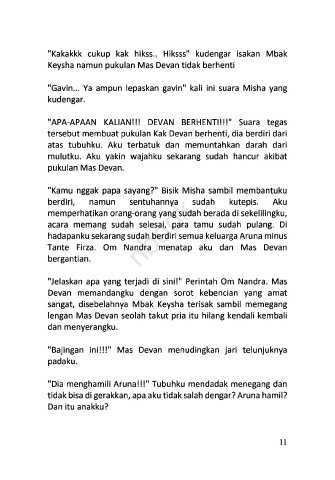 "Kakakkk cukup kak hikss.. Hiksss" kudengar isakan Mbak
Keysha namun pukulan Mas Devan tidak berhenti
"Gavin... Ya ampun lepaskan gavin" kali ini suara Misha yang
kudengar.
"APA-APAAN KALIAN!!! DEVAN BERHENTI!!!" Suara tegas
tersebut membuat pukulan Kak Devan berhenti, dia berdiri dari
atas tubuhku. Aku terbatuk dan memuntahkan darah dari
mulutku. Aku yakin wajahku sekarang sudah hancur akibat
pukulan Mas Devan.
"Kamu nggak papa sayang?" Bisik Misha sambil membantuku
berdiri, namun sentuhannya sudah kutepis. Aku
memperhatikan orang-orang yang sudah berada di sekelilingku,
acara memang sudah selesai, para tamu sudah pulang. Di
hadapanku sekarang sudah berdiri semua keluarga Aruna minus
Tante Firza. Om Nandra menatap aku dan Mas Devan
bergantian.
"Jelaskan apa yang terjadi di sini!" Perintah Om Nandra. Mas
Devan memandangku dengan sorot kebencian yang amat
sangat, disebelahnya Mbak Keysha terisak sambil memegang
lengan Mas Devan seolah takut pria itu hilang kendali kembali
dan menyerangku.
"Bajingan ini!!!" Mas Devan menudingkan jari telunjuknya
padaku.
"Dia menghamili Aruna!!!" Tubuhku mendadak menegang dan
tidak bisa di gerakkan, apa aku tidak salah dengar? Aruna hamil?
Dan itu anakku?
11